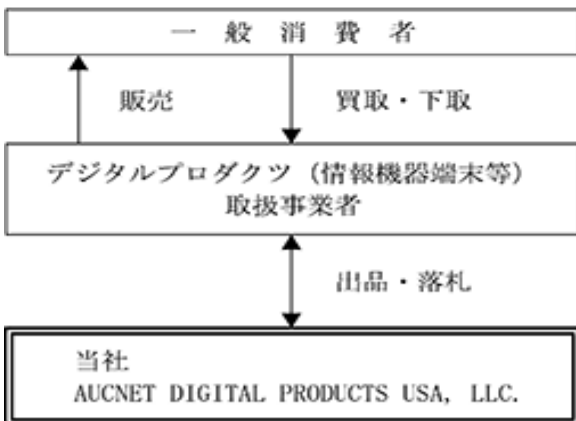 一般消費者
販売
買取・下取
デジタルプロダクツ（情報機器端末等）
取扱事業者
出品・落札
当社
AUCNET DIGITAL PRODUCTS USA, LLC.